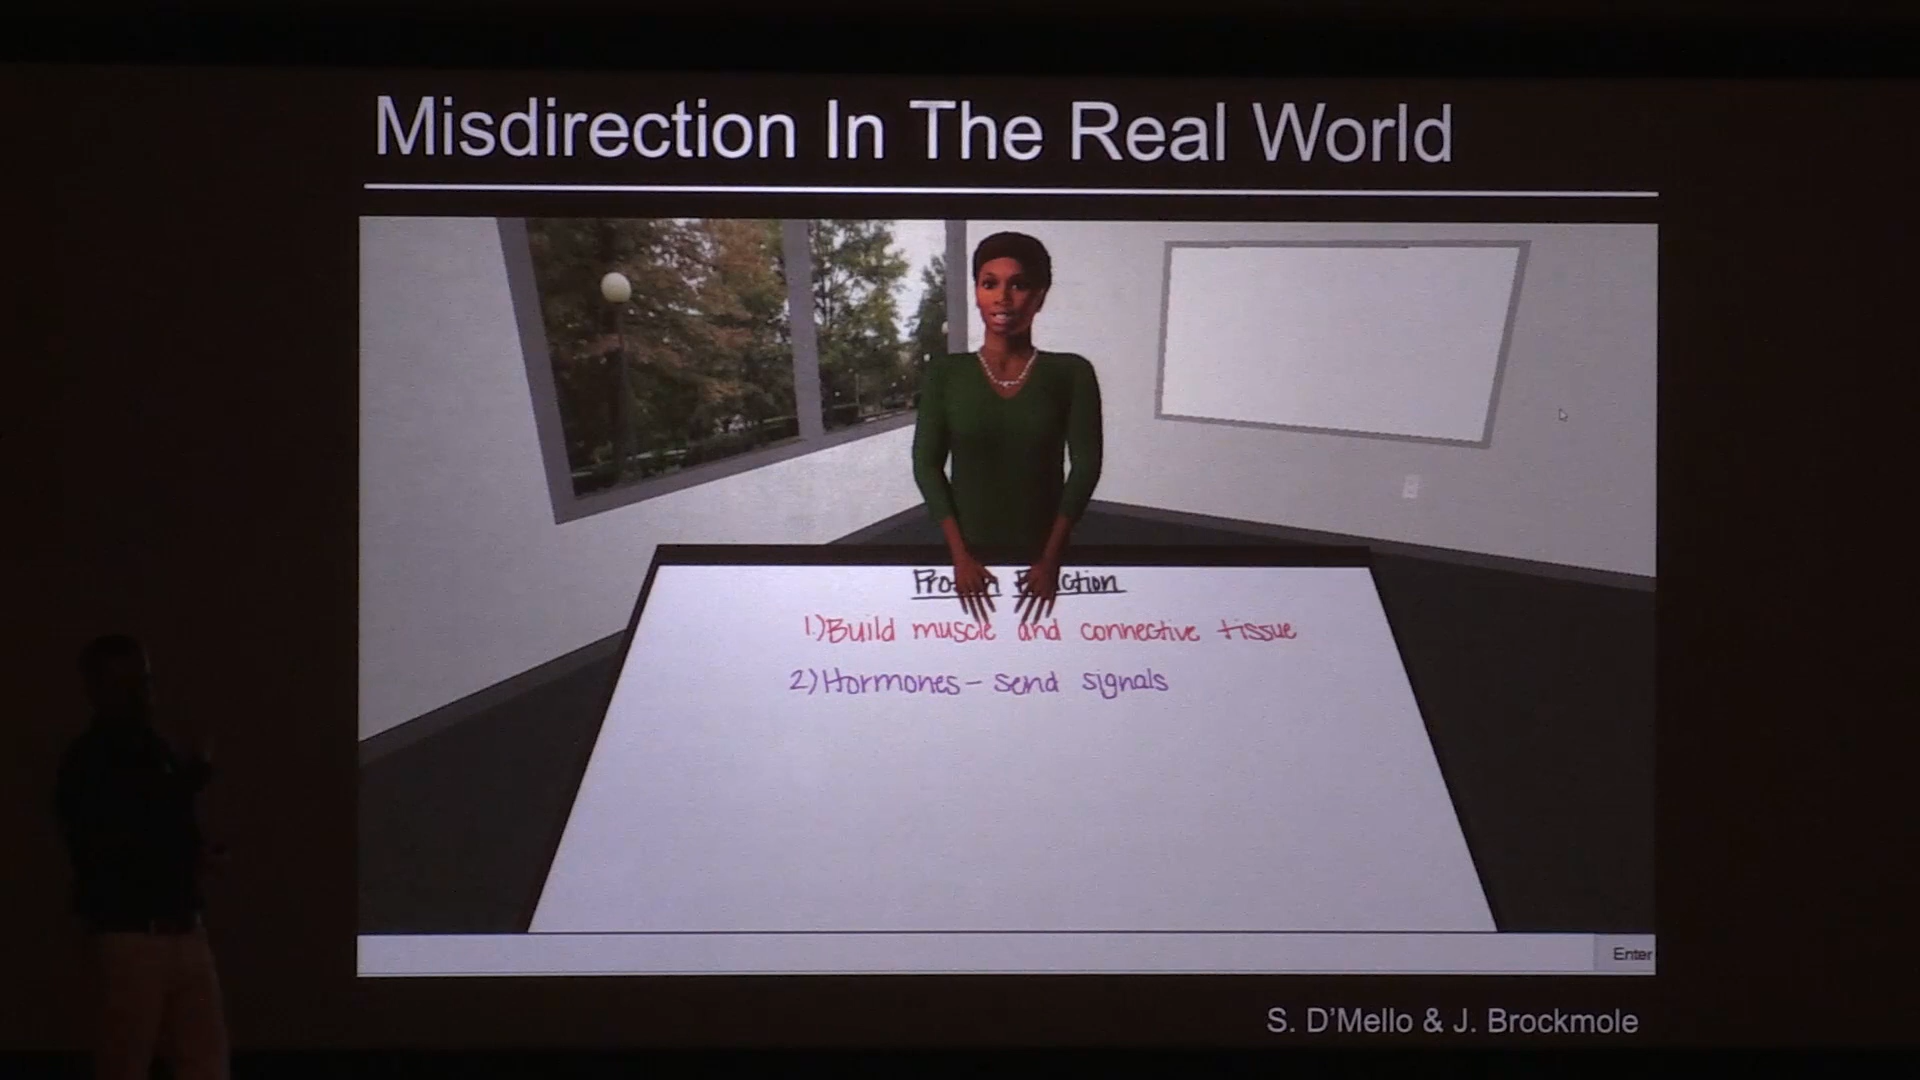 Misdirection In The Real World
1.) Build muscle and connective tissue
2.) Hormones - send signals
Enter
S. D'Mello & J. Brockmole